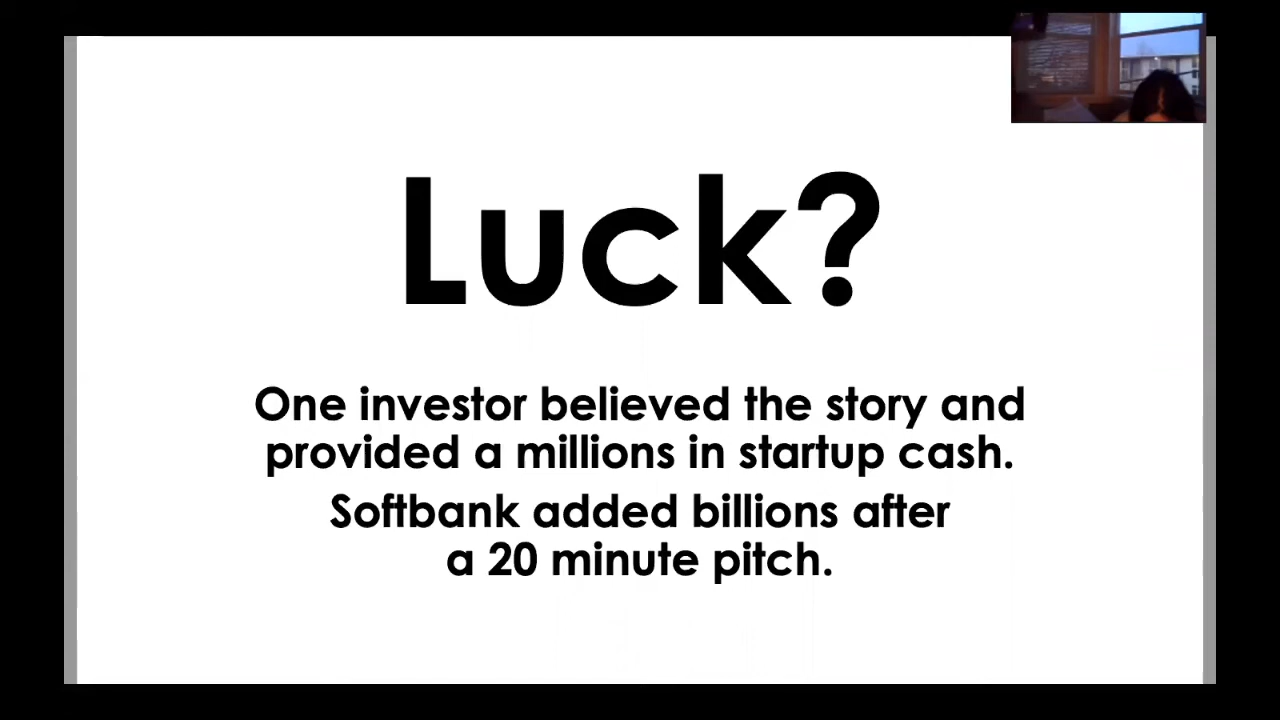 Luck?
One investor believed the story and
provided a millions in startup cash.
Softbank added billions after
a 20 minute pitch.